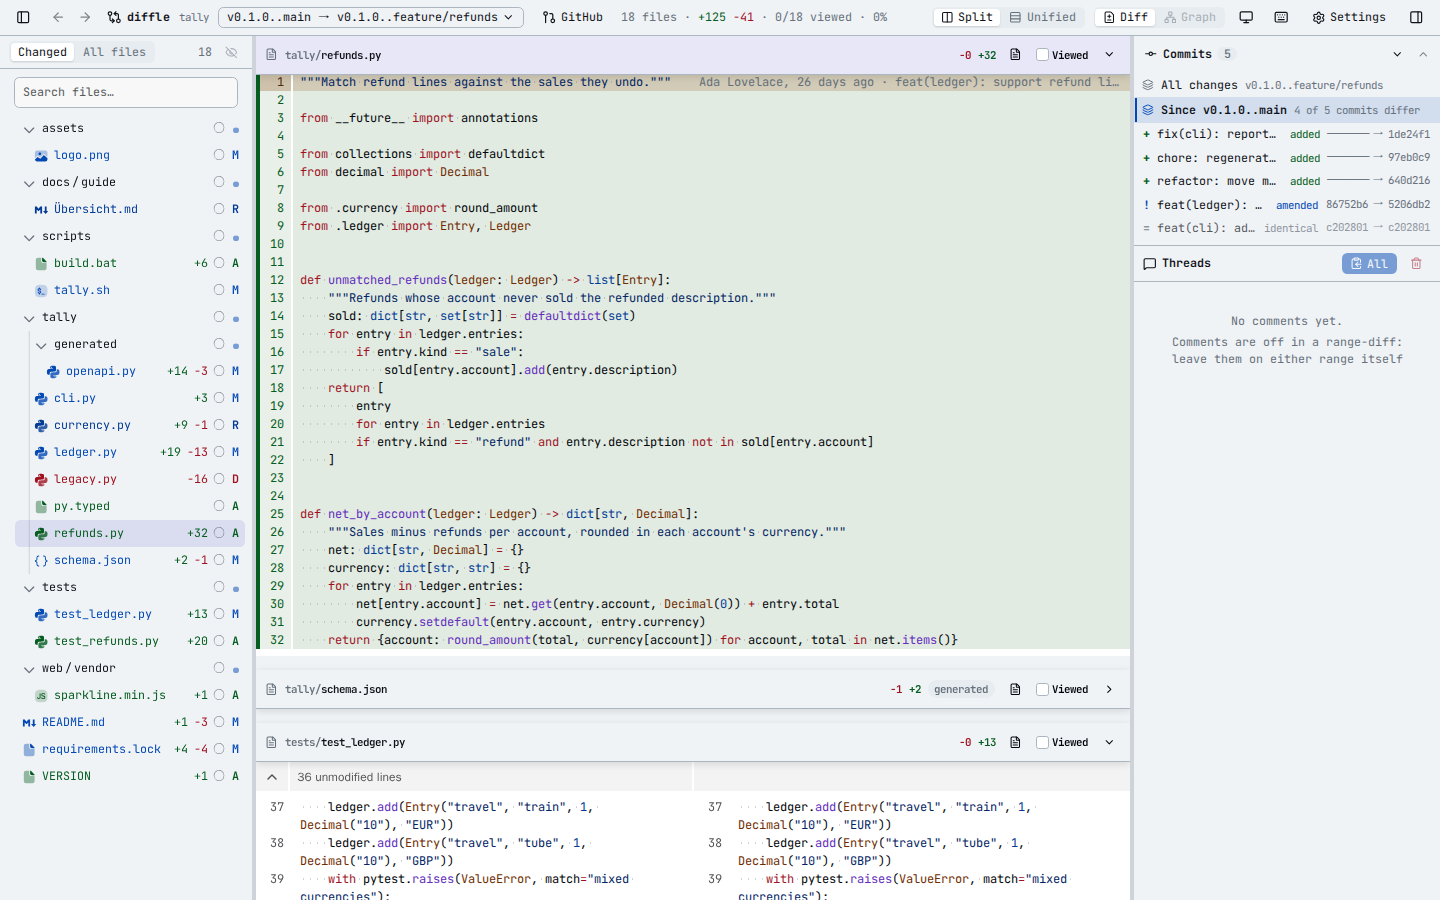 diffle tally v0.1.0..main → v0.1.0..feature/refunds GitHub 18 files · +125 -41 · 0/18 viewed · 0% Split Unified Diff Graph Settings
Changed All files 18
Search files…
assets
logo.png M
docs/guide
Übersicht.md R
scripts
build.bat +6 A
tally.sh M
tally
generated
openapi.py +14 -3 M
cli.py +3 M
currency.py +9 -1 R
ledger.py +19 -13 M
legacy.py -16 D
py.typed A
refunds.py +32 A
schema.json +2 -1 M
tests
test_ledger.py +13 M
test_refunds.py +20 A
web/vendor
sparkline.min.js +1 A
README.md +1 -3 M
requirements.lock +4 -4 M
VERSION +1 A
tally/refunds.py -0 +32 Viewed
1 """Match refund lines against the sales they undo.""" Ada Lovelace, 26 days ago · feat(ledger): support refund li…
2
3 from __future__ import annotations
4
5 from collections import defaultdict
6 from decimal import Decimal
7
8 from .currency import round_amount
9 from .ledger import Entry, Ledger
10
11
12 def unmatched_refunds(ledger: Ledger) -> list[Entry]:
13 """Refunds whose account never sold the refunded description."""
14 sold: dict[str, set[str]] = defaultdict(set)
15 for entry in ledger.entries:
16 if entry.kind == "sale":
17 sold[entry.account].add(entry.description)
18 return [
19 entry
20 for entry in ledger.entries
21 if entry.kind == "refund" and entry.description not in sold[entry.account]
22 ]
23
24
25 def net_by_account(ledger: Ledger) -> dict[str, Decimal]:
26 """Sales minus refunds per account, rounded in each account's currency."""
27 net: dict[str, Decimal] = {}
28 currency: dict[str, str] = {}
29 for entry in ledger.entries:
30 net[entry.account] = net.get(entry.account, Decimal(0)) + entry.total
31 currency.setdefault(entry.account, entry.currency)
32 return {account: round_amount(total, currency[account]) for account, total in net.items()}
tally/schema.json -1 +2 generated Viewed
tests/test_ledger.py -0 +13 Viewed
36 unmodified lines
37 ledger.add(Entry("travel", "train", 1,
Decimal("10"), "EUR"))
38 ledger.add(Entry("travel", "tube", 1,
Decimal("10"), "GBP"))
39 with pytest.raises(ValueError, match="mixed
currencies"):
37 ledger.add(Entry("travel", "train", 1,
Decimal("10"), "EUR"))
38 ledger.add(Entry("travel", "tube", 1,
Decimal("10"), "GBP"))
39 with pytest.raises(ValueError, match="mixed
currencies"):
Commits 5
All changes v0.1.0..feature/refunds
Since v0.1.0..main 4 of 5 commits differ
+ fix(cli): report… added → 1de24f1
+ chore: regenerat… added → 97eb0c9
+ refactor: move m… added → 640d216
! feat(ledger): … amended 86752b6 → 5206db2
= feat(cli): ad… identical c202801 → c202801
Threads All
No comments yet.
Comments are off in a range-diff:
leave them on either range itself